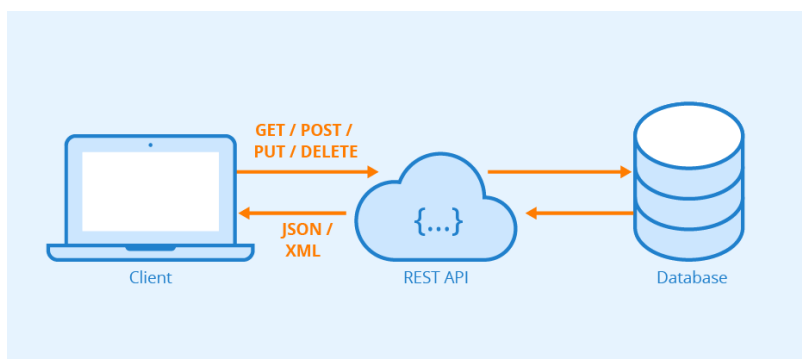 GET / POST /
PUT / DELETE
{...}
JSON /
XML
Client
REST API
Database